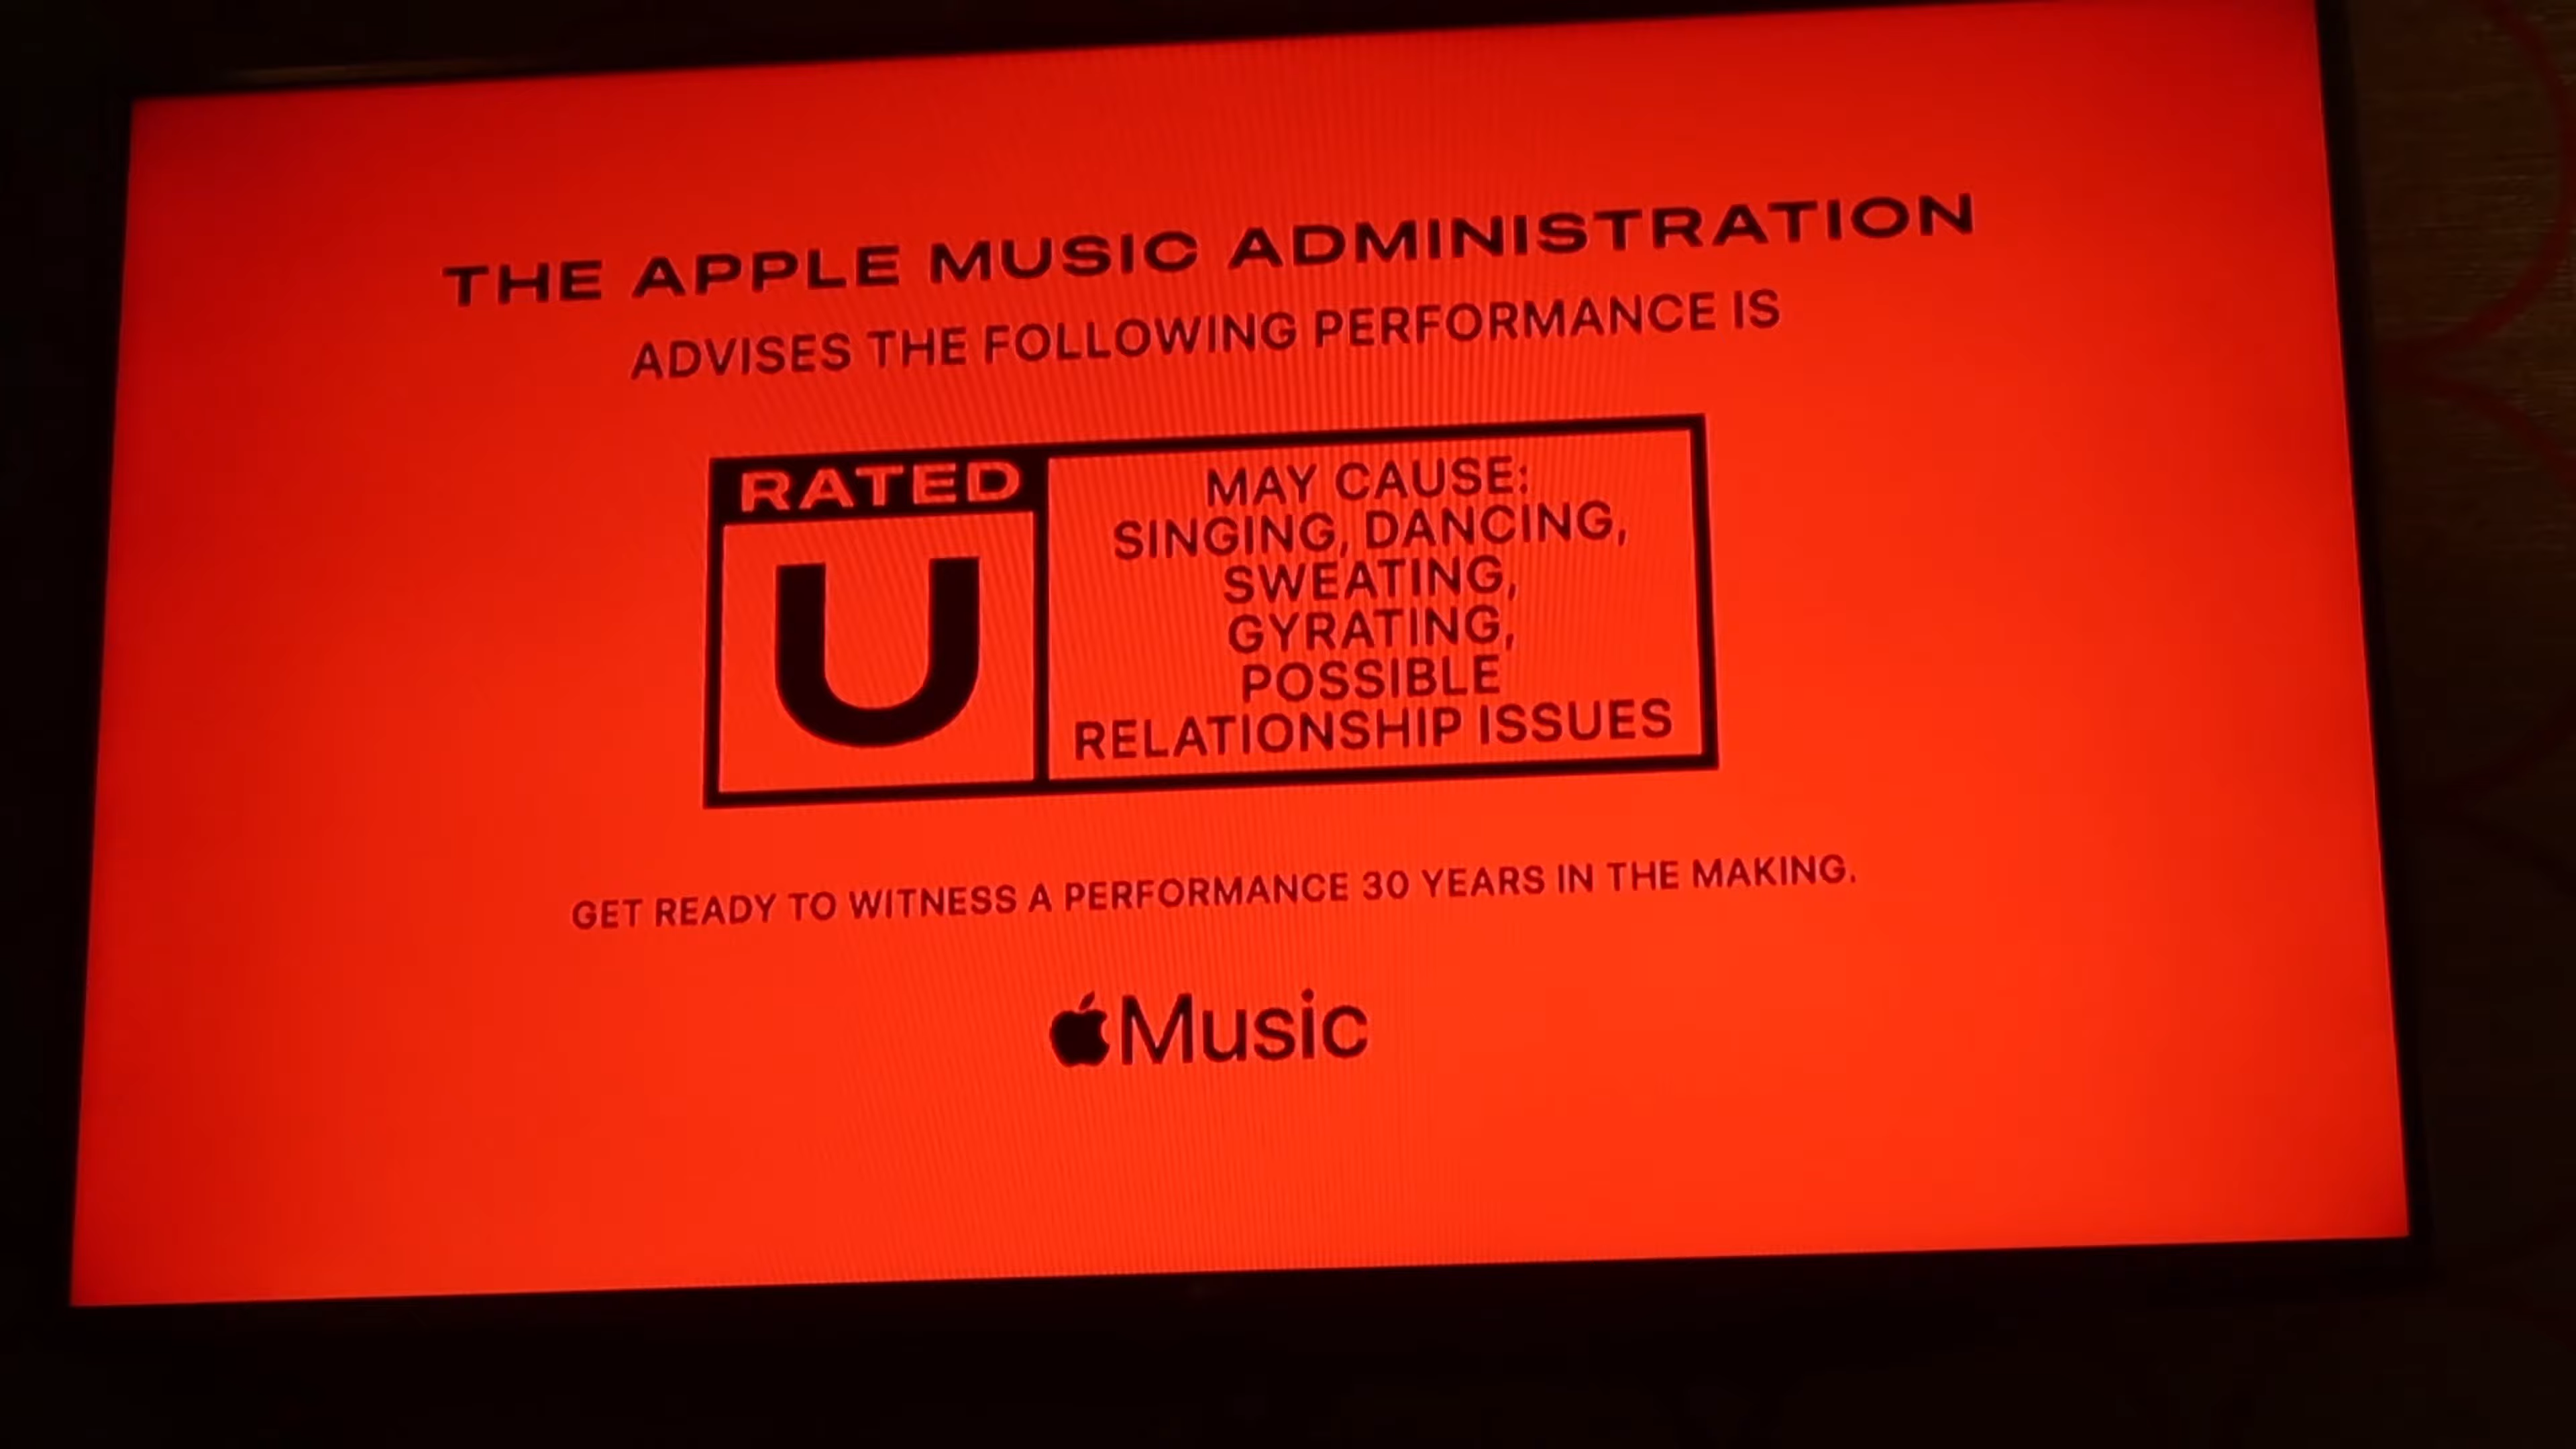 THE APPLE MUSIC ADMINISTRATION
ADVISES THE FOLLOWING PERFORMANCE IS
RATED
U
MAY CAUSE:
SINGING, DANCING,
SWEATING,
GYRATING,
POSSIBLE
RELATIONSHIP ISSUES
GET READY TO WITNESS A PERFORMANCE 30 YEARS IN THE MAKING.
Music